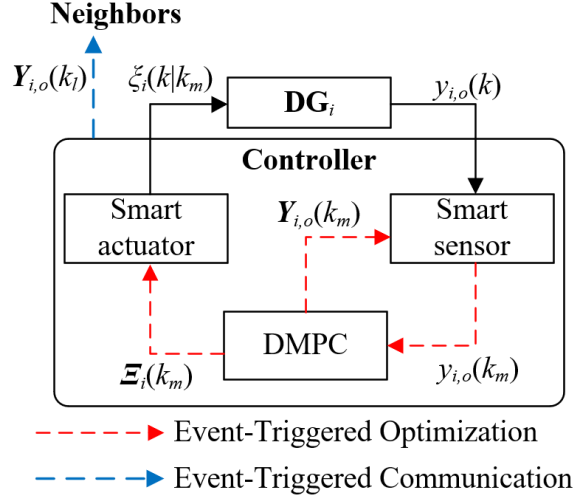 Neighbors
Y_{i,o}(k_l)
ξ_i(k|k_m)
DG_i
y_{i,o}(k)
Controller
Smart
actuator
Y_{i,o}(k_m)
Smart
sensor
DMPC
Ξ_i(k_m)
y_{i,o}(k_m)
Event-Triggered Optimization
Event-Triggered Communication